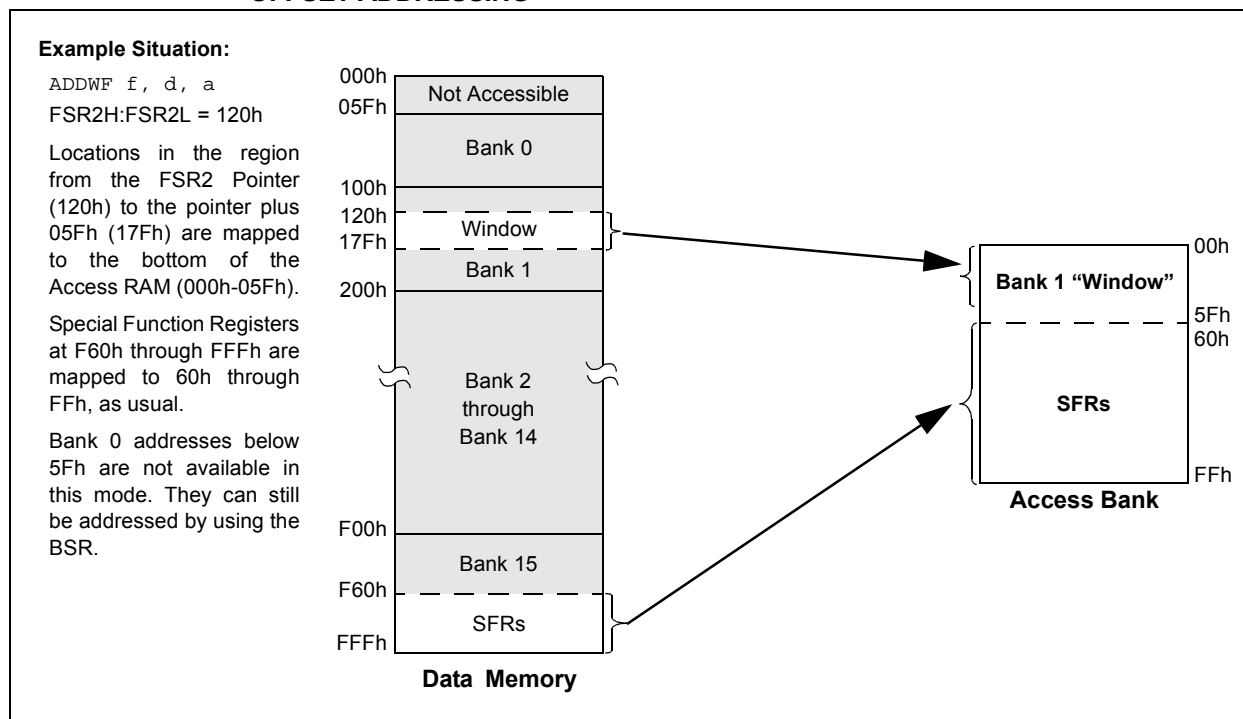 Example Situation:
ADDWF f, d, a
FSR2H:FSR2L = 120h
Locations in the region
from the FSR2 Pointer
(120h) to the pointer plus
05Fh (17Fh) are mapped
to the bottom of the
Access RAM (000h-05Fh).
Special Function Registers
at F60h through FFFh are
mapped to 60h through
FFh, as usual.
Bank 0 addresses below
5Fh are not available in
this mode. They can still
be addressed by using the
BSR.
000h
Not Accessible
05Fh
Bank 0
100h
120h
Window
17Fh
Bank 1
200h
Bank 2
through
Bank 14
F00h
Bank 15
F60h
SFRs
FFFh
Data Memory
00h
Bank 1 “Window”
5Fh
60h
SFRs
FFh
Access Bank